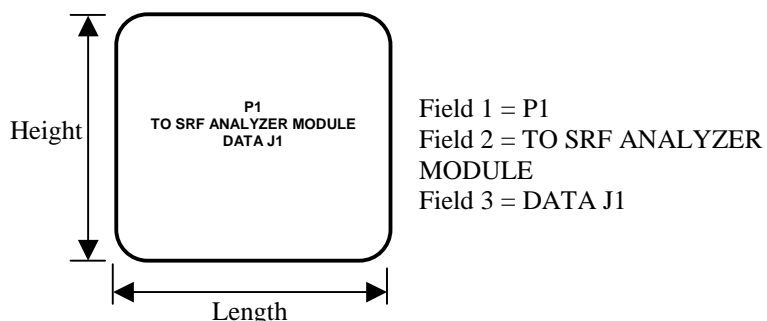 Height
P1
TO SRF ANALYZER MODULE
DATA J1
Length
Field 1 = P1
Field 2 = TO SRF ANALYZER
MODULE
Field 3 = DATA J1